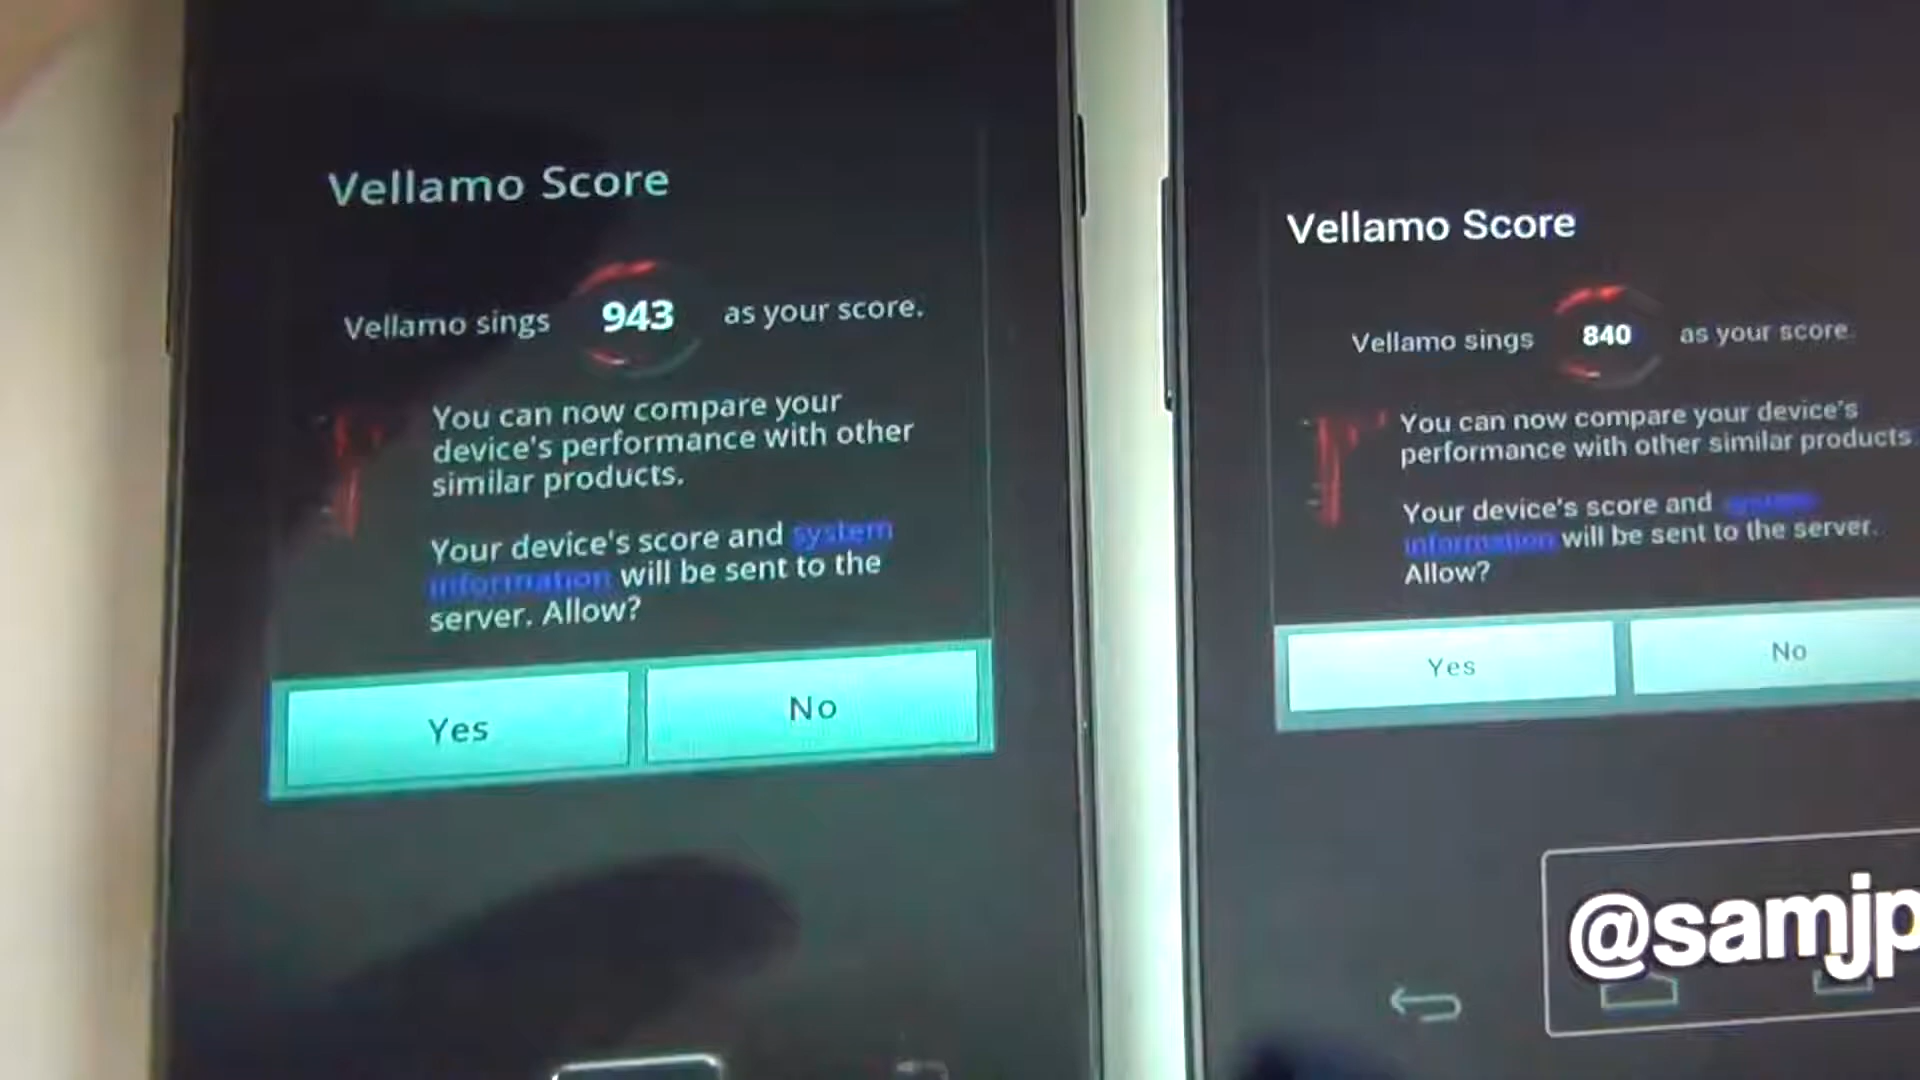 Vellamo Score
Vellamo sings 943 as your score.
You can now compare your
device's performance with other
similar products.
Your device's score and system
information will be sent to the
server. Allow?
Yes No
Vellamo Score
Vellamo sings 840 as your score.
You can now compare your device's
performance with other similar products.
Your device's score and system
information will be sent to the server.
Allow?
Yes No
@samjp